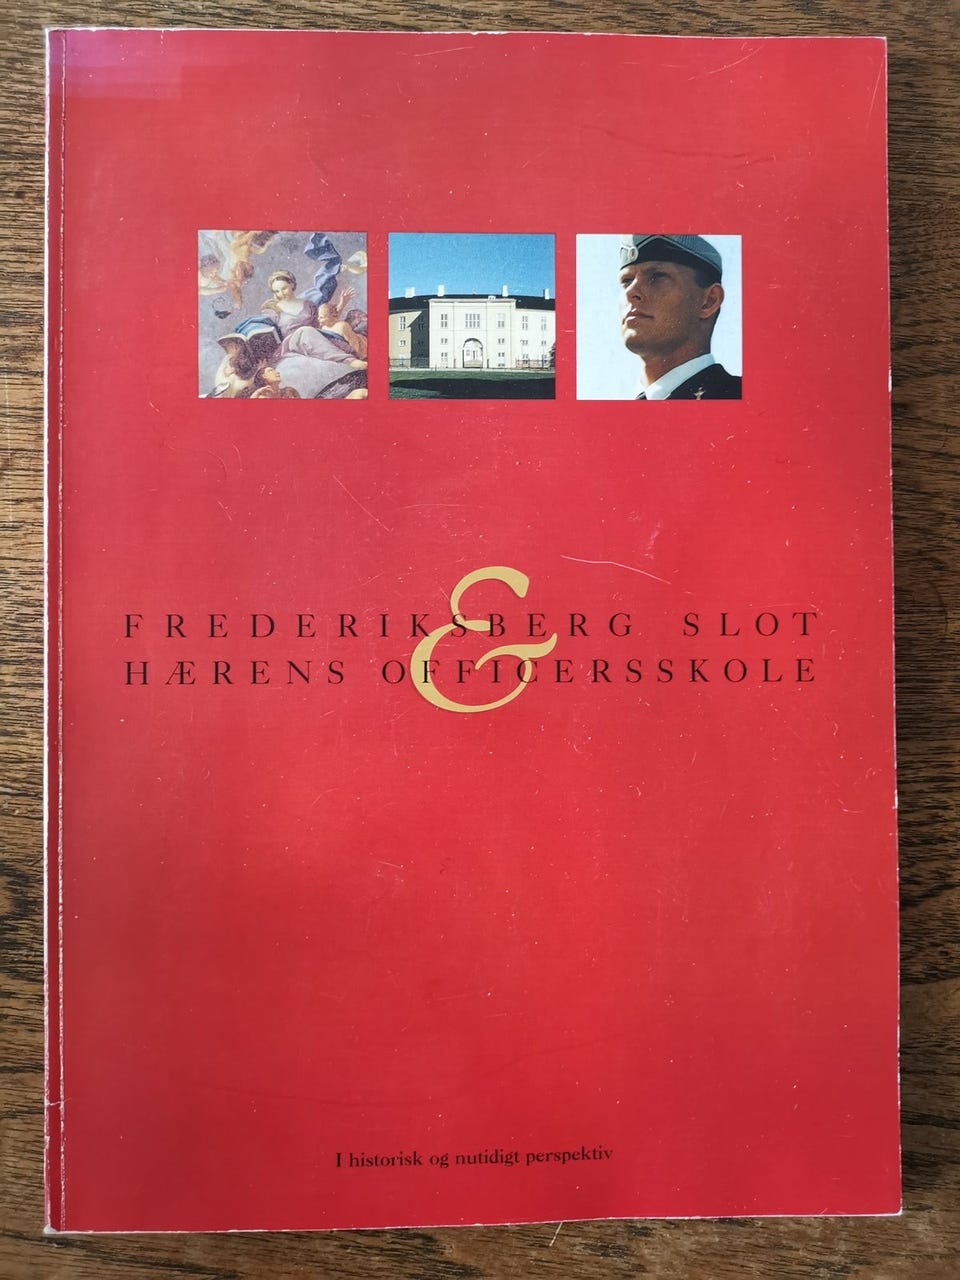 FREDERIKSBERG SLOT
&
HÆRENS OFFICERSSKOLE
I historisk og nutidigt perspektiv